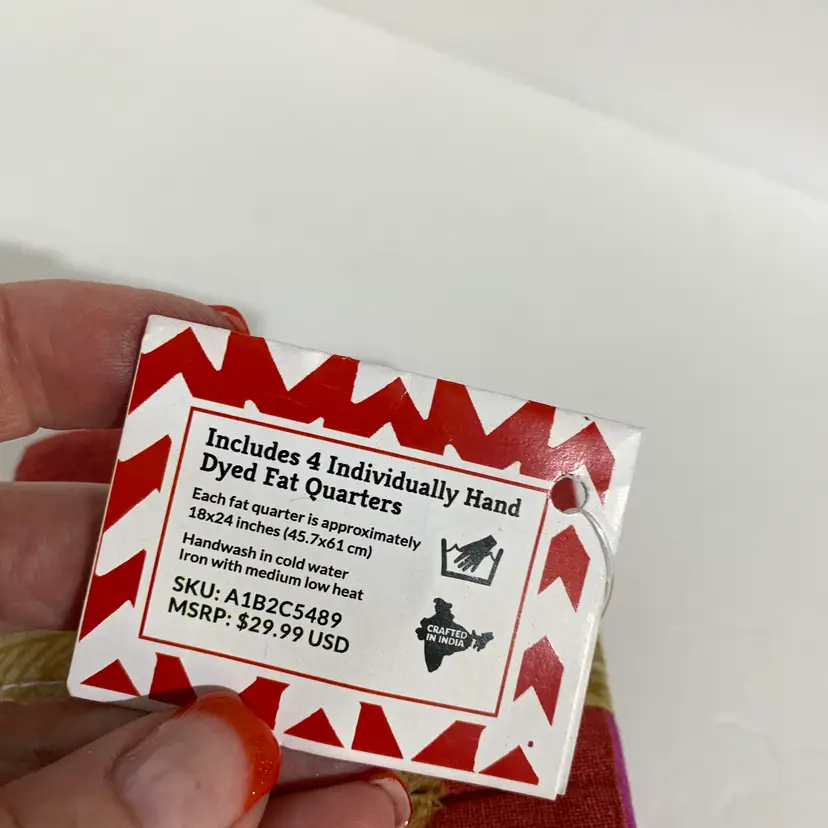 Includes 4 Individually Hand
Dyed Fat Quarters
Each fat quarter is approximately
18x24 inches (45.7x61 cm)
Handwash in cold water
Iron with medium low heat
SKU: A1B2C5489
MSRP: $29.99 USD
CRAFTED
IN INDIA